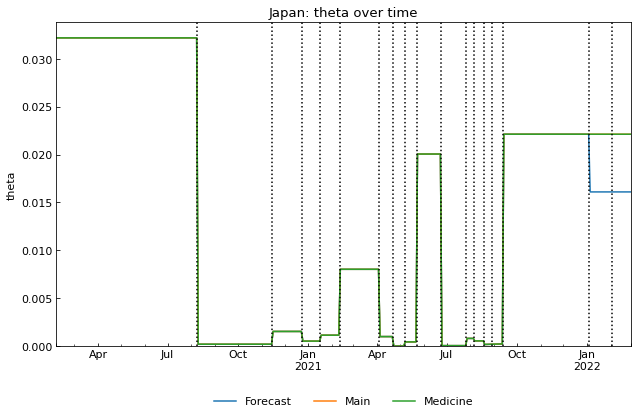 Japan: theta over time
0.030
0.025
0.020
0.015
0.010
0.005
0.000
theta
Apr Jul Oct Jan Apr Jul Oct Jan
2021 2022
Forecast Main Medicine